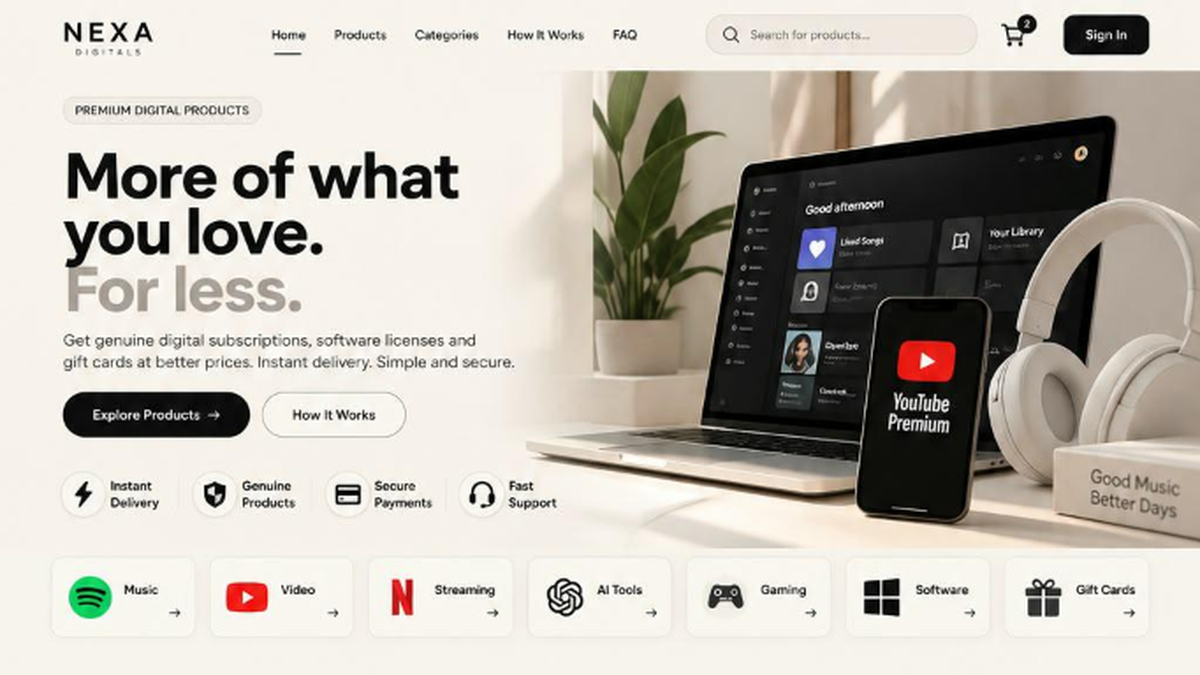 NEXA
DIGITALS
Home
Products
Categories
How It Works
FAQ
Search for products...
2
Sign In
PREMIUM DIGITAL PRODUCTS
More of what
you love.
For less.
Get genuine digital subscriptions, software licenses and
gift cards at better prices. Instant delivery. Simple and secure.
Explore Products →
How It Works
Instant
Delivery
Genuine
Products
Secure
Payments
Fast
Support
Good afternoon
Liked Songs
Your Library
YouTube
Premium
Good Music
Better Days
Music
Video
Streaming
AI Tools
Gaming
Software
Gift Cards